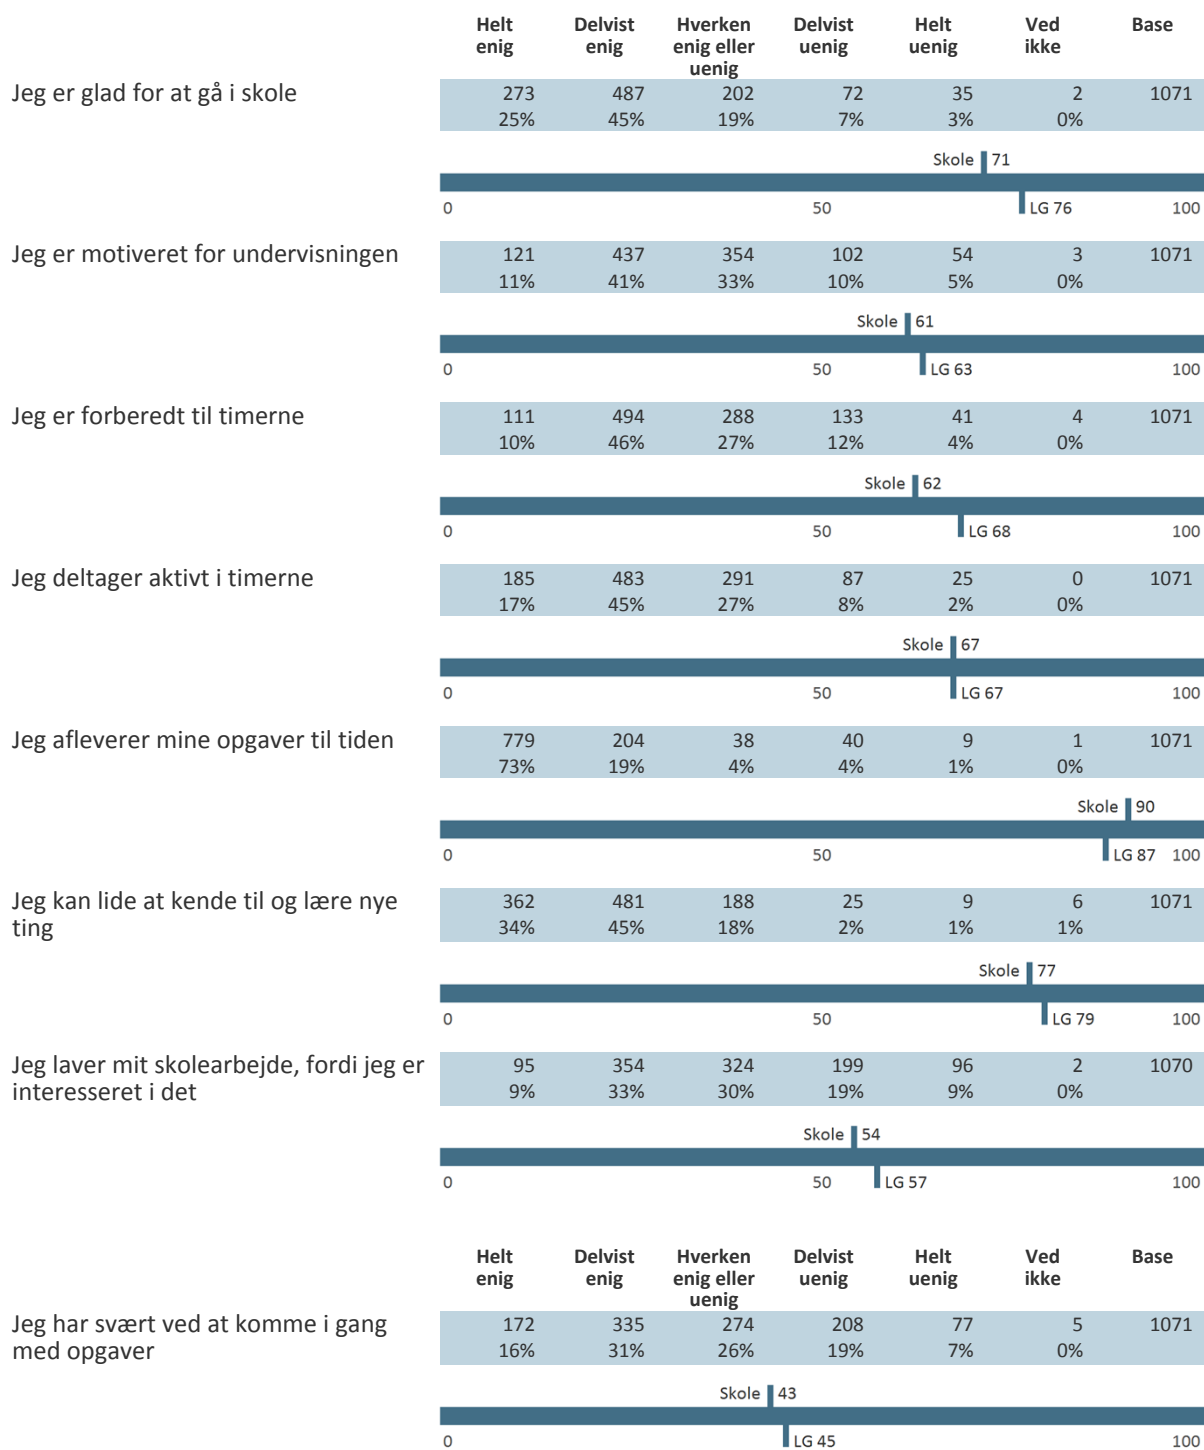 Helt enig Delvist enig Hverken enig eller uenig Delvist uenig Helt uenig Ved ikke Base
Jeg er glad for at gå i skole 273 487 202 72 35 2 1071
25% 45% 19% 7% 3% 0%
Skole 71
0 50 LG 76 100
Jeg er motiveret for undervisningen 121 437 354 102 54 3 1071
11% 41% 33% 10% 5% 0%
Skole 61
0 50 LG 63 100
Jeg er forberedt til timerne 111 494 288 133 41 4 1071
10% 46% 27% 12% 4% 0%
Skole 62
0 50 LG 68 100
Jeg deltager aktivt i timerne 185 483 291 87 25 0 1071
17% 45% 27% 8% 2% 0%
Skole 67
0 50 LG 67 100
Jeg afleverer mine opgaver til tiden 779 204 38 40 9 1 1071
73% 19% 4% 4% 1% 0%
Skole 90
0 50 LG 87 100
Jeg kan lide at kende til og lære nye 362 481 188 25 9 6 1071
ting 34% 45% 18% 2% 1% 1%
Skole 77
0 50 LG 79 100
Jeg laver mit skolearbejde, fordi jeg er 95 354 324 199 96 2 1070
interesseret i det 9% 33% 30% 19% 9% 0%
Skole 54
0 50 LG 57 100
Helt enig Delvist enig Hverken enig eller uenig Delvist uenig Helt uenig Ved ikke Base
Jeg har svært ved at komme i gang 172 335 274 208 77 5 1071
med opgaver 16% 31% 26% 19% 7% 0%
Skole 43
0 LG 45 100